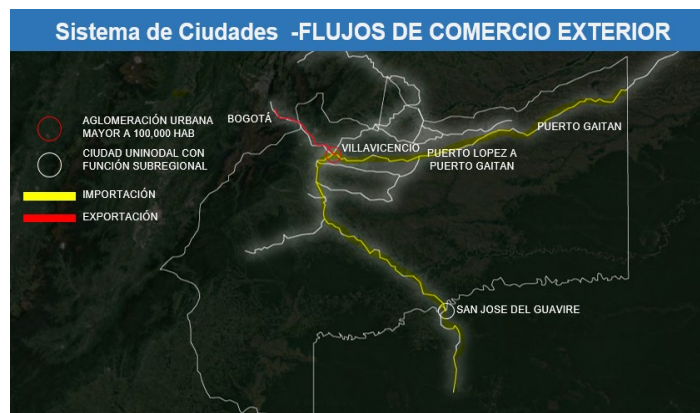 Sistema de Ciudades -FLUJOS DE COMERCIO EXTERIOR
AGLOMERACIÓN URBANA
MAYOR A 100,000 HAB
CIUDAD UNINODAL CON
FUNCIÓN SUBREGIONAL
IMPORTACIÓN
EXPORTACIÓN
BOGOTÁ
VILLAVICENCIO
PUERTO LOPEZ A
PUERTO GAITAN
PUERTO GAITAN
SAN JOSE DEL GUAVIRE